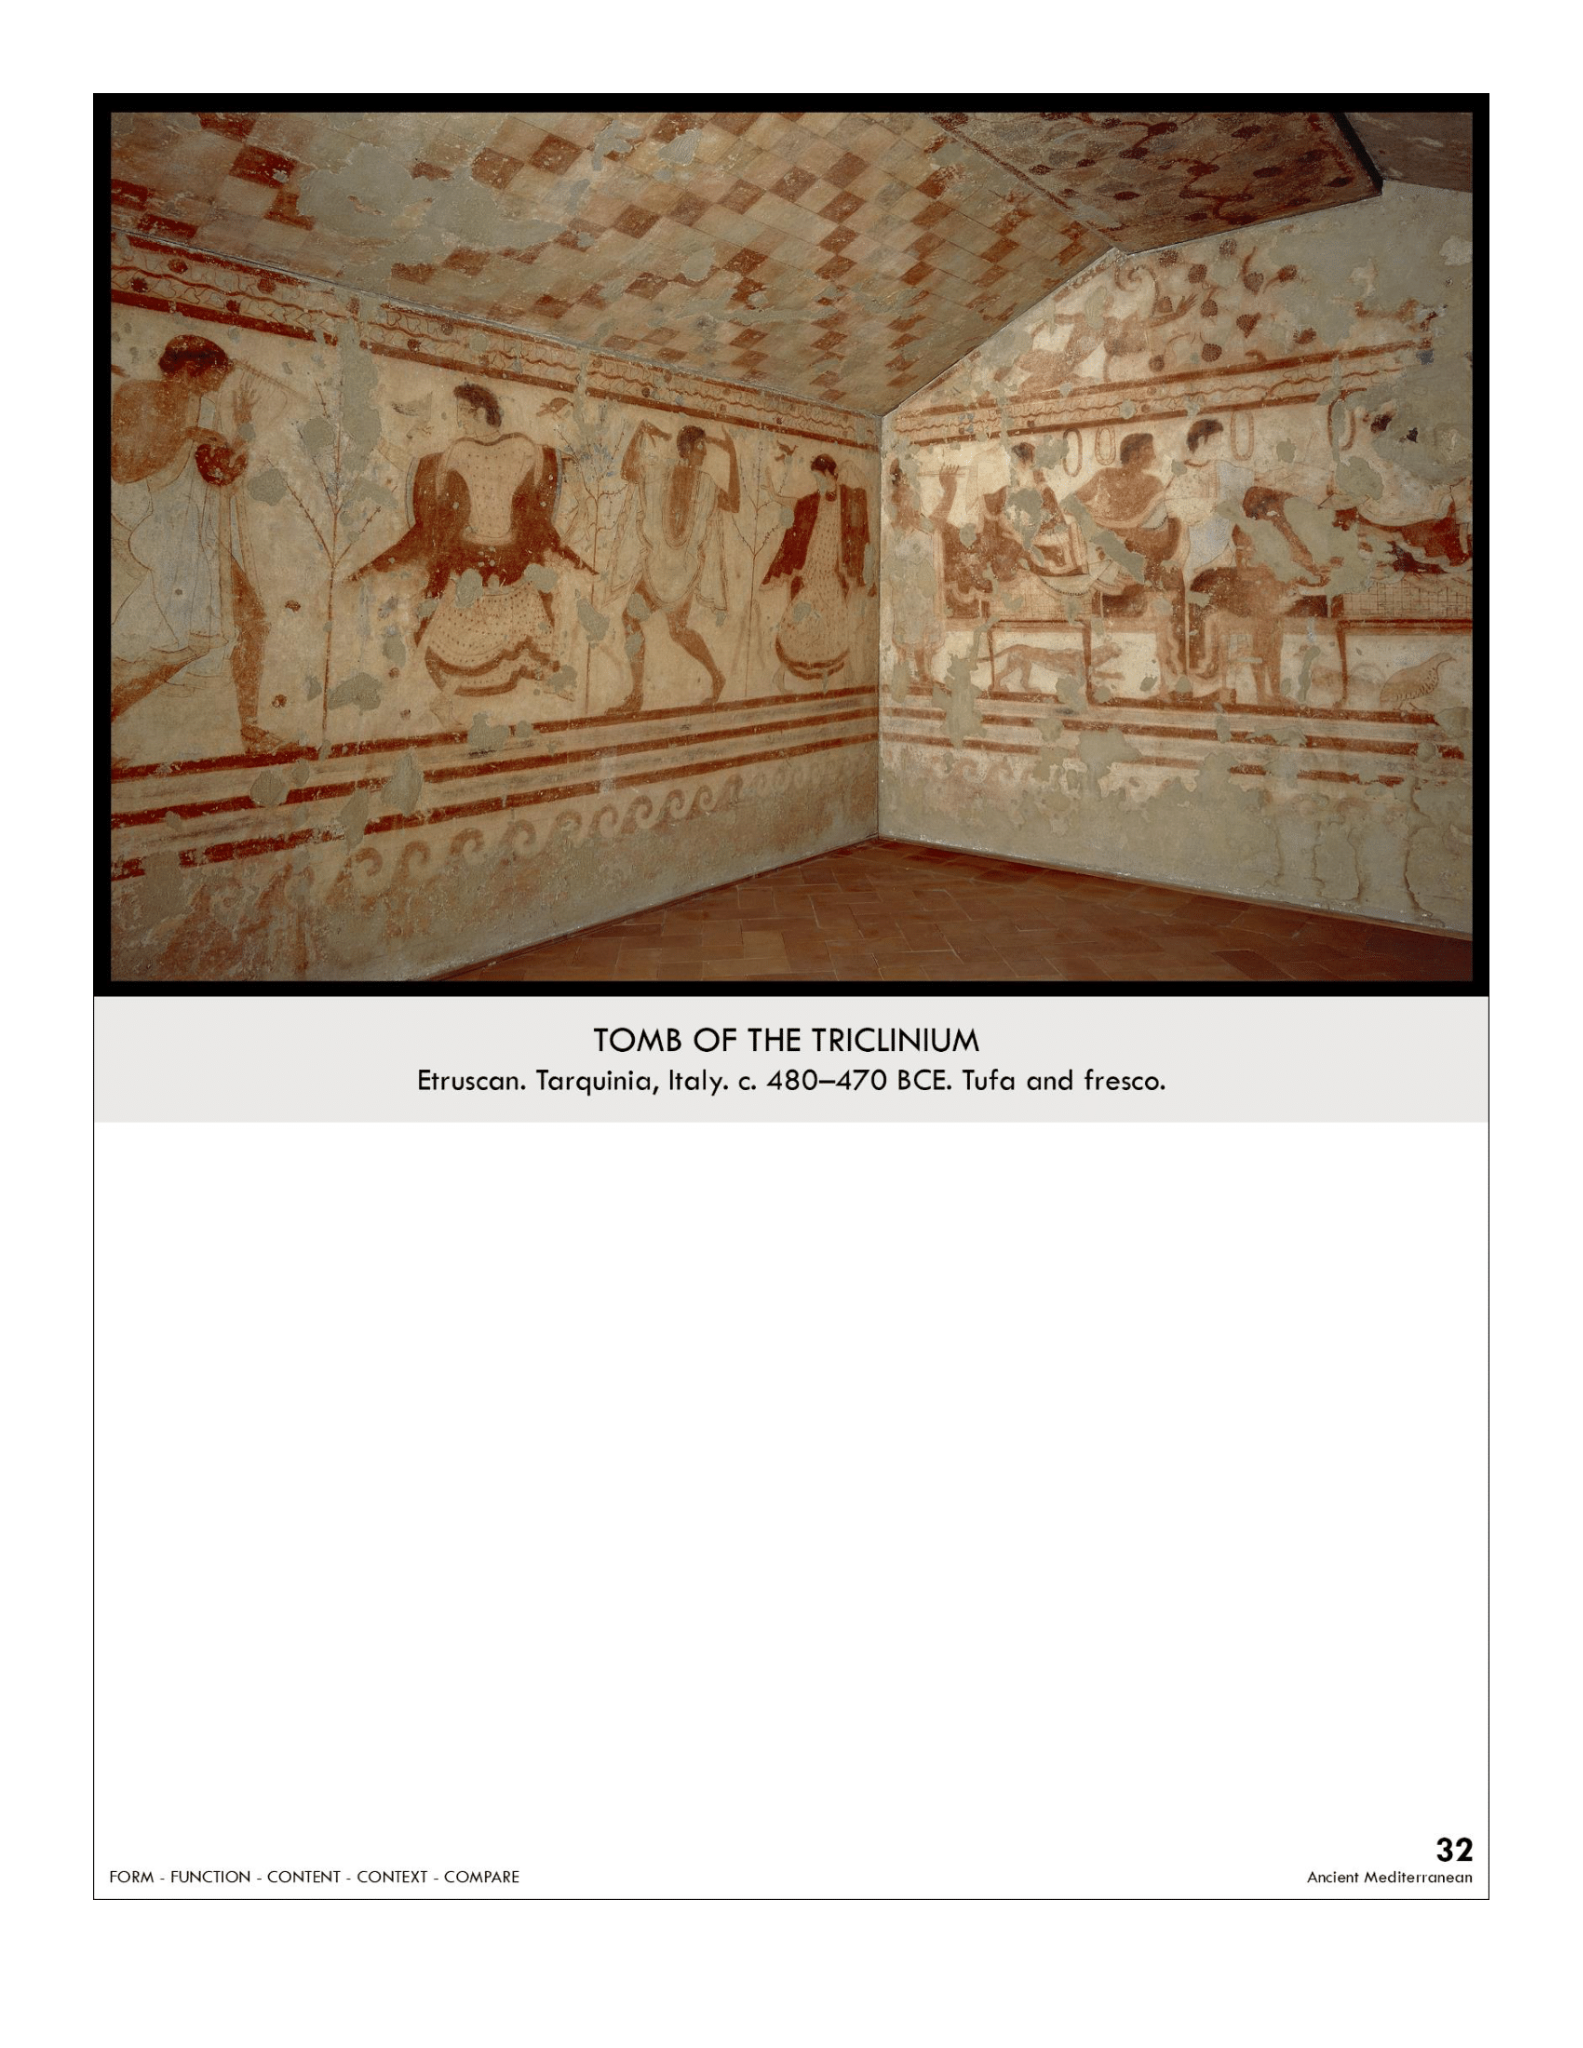 TOMB OF THE TRICLINIUM
Etruscan. Tarquinia, Italy. c. 480–470 BCE. Tufa and fresco.
32
FORM - FUNCTION - CONTENT - CONTEXT - COMPARE
Ancient Mediterranean